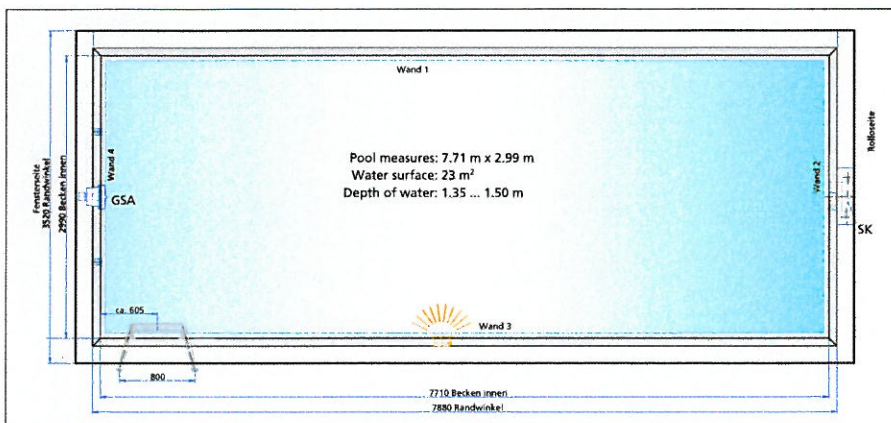 Wand 1
Pool measures: 7.71 m x 2.99 m
Water surface: 23 m²
Depth of water: 1.35 ... 1.50 m
Fensterseite
3520 Randwinkel
2990 Becken innen
Wand 4
GSA
Wand 2
Rolloseite
SK
ca. 605
Wand 3
800
7710 Becken innen
7880 Randwinkel